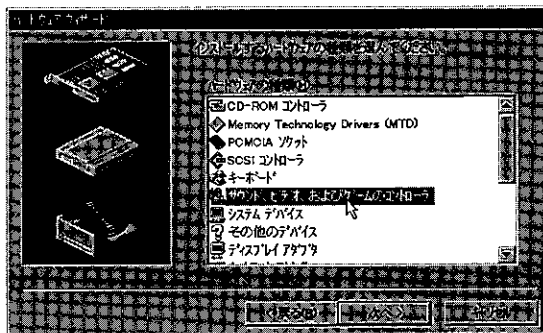 ハードウェア ウィザード
インストールするハードウェアの種類を選んでください。
ハードウェアの種類(H):
CD-ROM コントローラ
Memory Technology Drivers (MTD)
PCMCIA ソケット
SCSI コントローラ
キーボード
サウンド、ビデオ、およびゲームのコントローラ
システム デバイス
その他のデバイス
ディスプレイ アダプタ
<戻る(B)
次へ>
キャンセル